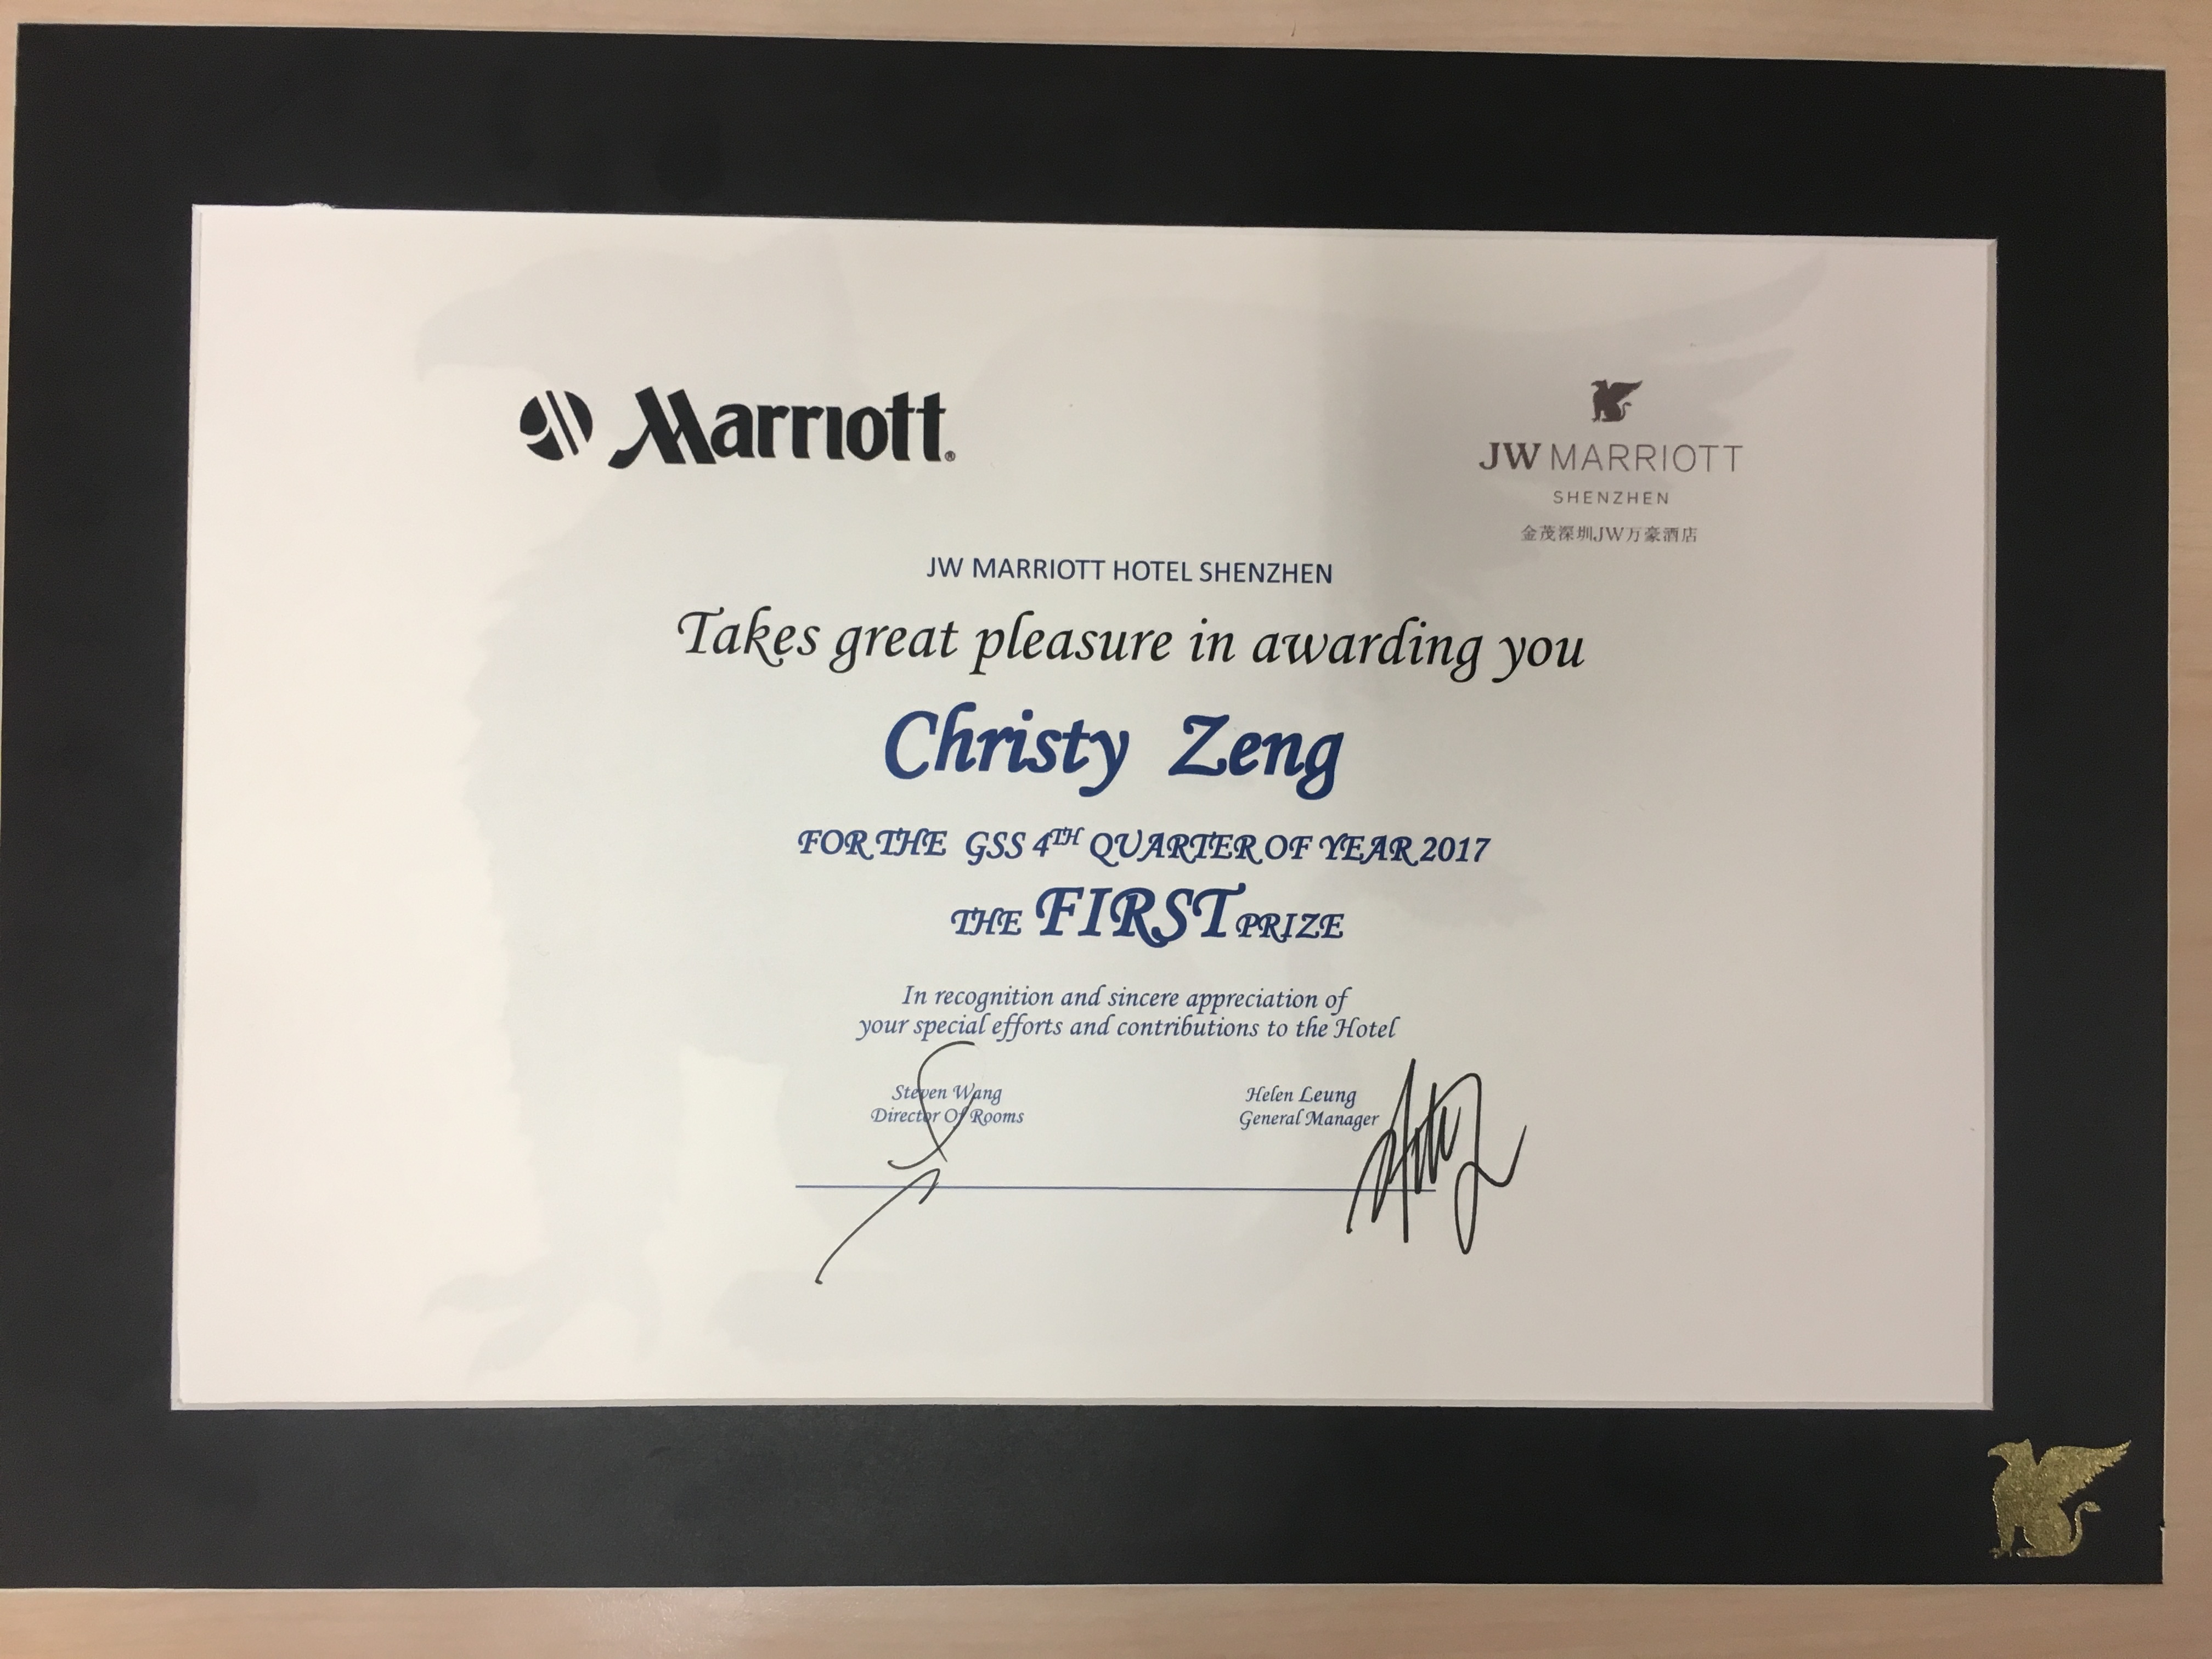 Marriott®
JW MARRIOTT
SHENZHEN
金茂深圳JW万豪酒店
JW MARRIOTT HOTEL SHENZHEN
Takes great pleasure in awarding you
Christy Zeng
FOR THE GSS 4TH QUARTER OF YEAR 2017
THE FIRST PRIZE
In recognition and sincere appreciation of
your special efforts and contributions to the Hotel
Steven Wang Helen Leung
Director Of Rooms General Manager